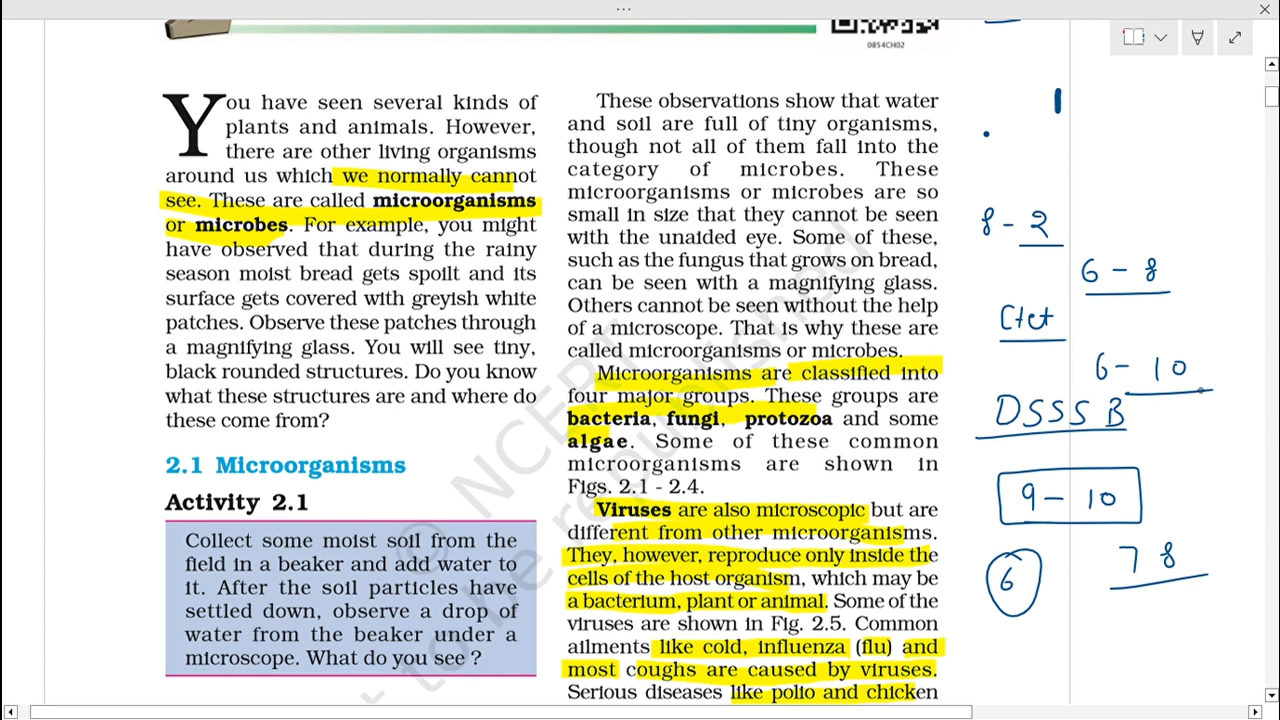 0854CH02
You have seen several kinds of
plants and animals. However,
there are other living organisms
around us which we normally cannot
see. These are called microorganisms
or microbes. For example, you might
have observed that during the rainy
season moist bread gets spoilt and its
surface gets covered with greyish white
patches. Observe these patches through
a magnifying glass. You will see tiny,
black rounded structures. Do you know
what these structures are and where do
these come from?
2.1 Microorganisms
Activity 2.1
Collect some moist soil from the
field in a beaker and add water to
it. After the soil particles have
settled down, observe a drop of
water from the beaker under a
microscope. What do you see ?
These observations show that water
and soil are full of tiny organisms,
though not all of them fall into the
category of microbes. These
microorganisms or microbes are so
small in size that they cannot be seen
with the unaided eye. Some of these,
such as the fungus that grows on bread,
can be seen with a magnifying glass.
Others cannot be seen without the help
of a microscope. That is why these are
called microorganisms or microbes.
Microorganisms are classified into
four major groups. These groups are
bacteria, fungi, protozoa and some
algae. Some of these common
microorganisms are shown in
Figs. 2.1 - 2.4.
Viruses are also microscopic but are
different from other microorganisms.
They, however, reproduce only inside the
cells of the host organism, which may be
a bacterium, plant or animal. Some of the
viruses are shown in Fig. 2.5. Common
ailments like cold, influenza (flu) and
most coughs are caused by viruses.
Serious diseases like polio and chicken
© NCERT
not to be republished
8 - 2
6 - 8
Ctet
6 - 10
DSSSB
9 - 10
6
7 8